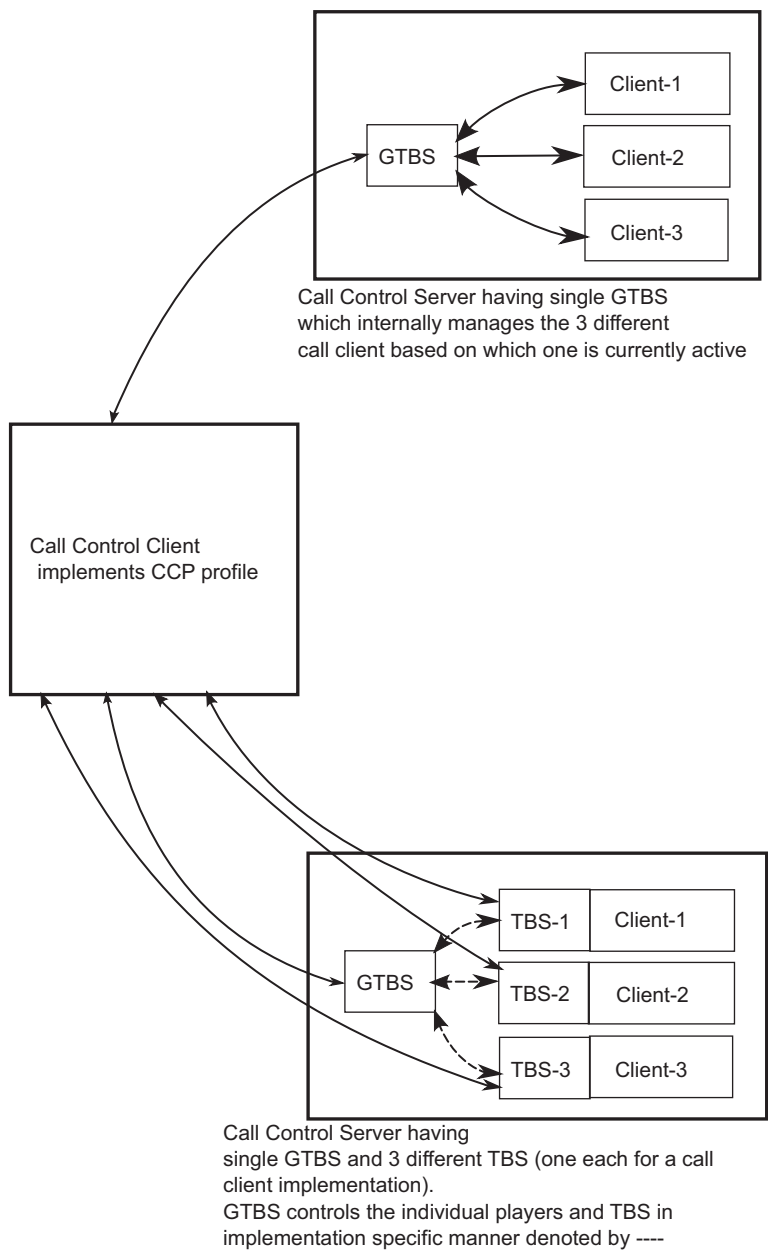 Client-1
GTBS
Client-2
Client-3
Call Control Server having single GTBS
which internally manages the 3 different
call client based on which one is currently active
Call Control Client
implements CCP profile
TBS-1
Client-1
GTBS
TBS-2
Client-2
TBS-3
Client-3
Call Control Server having
single GTBS and 3 different TBS (one each for a call
client implementation).
GTBS controls the individual players and TBS in
implementation specific manner denoted by ----